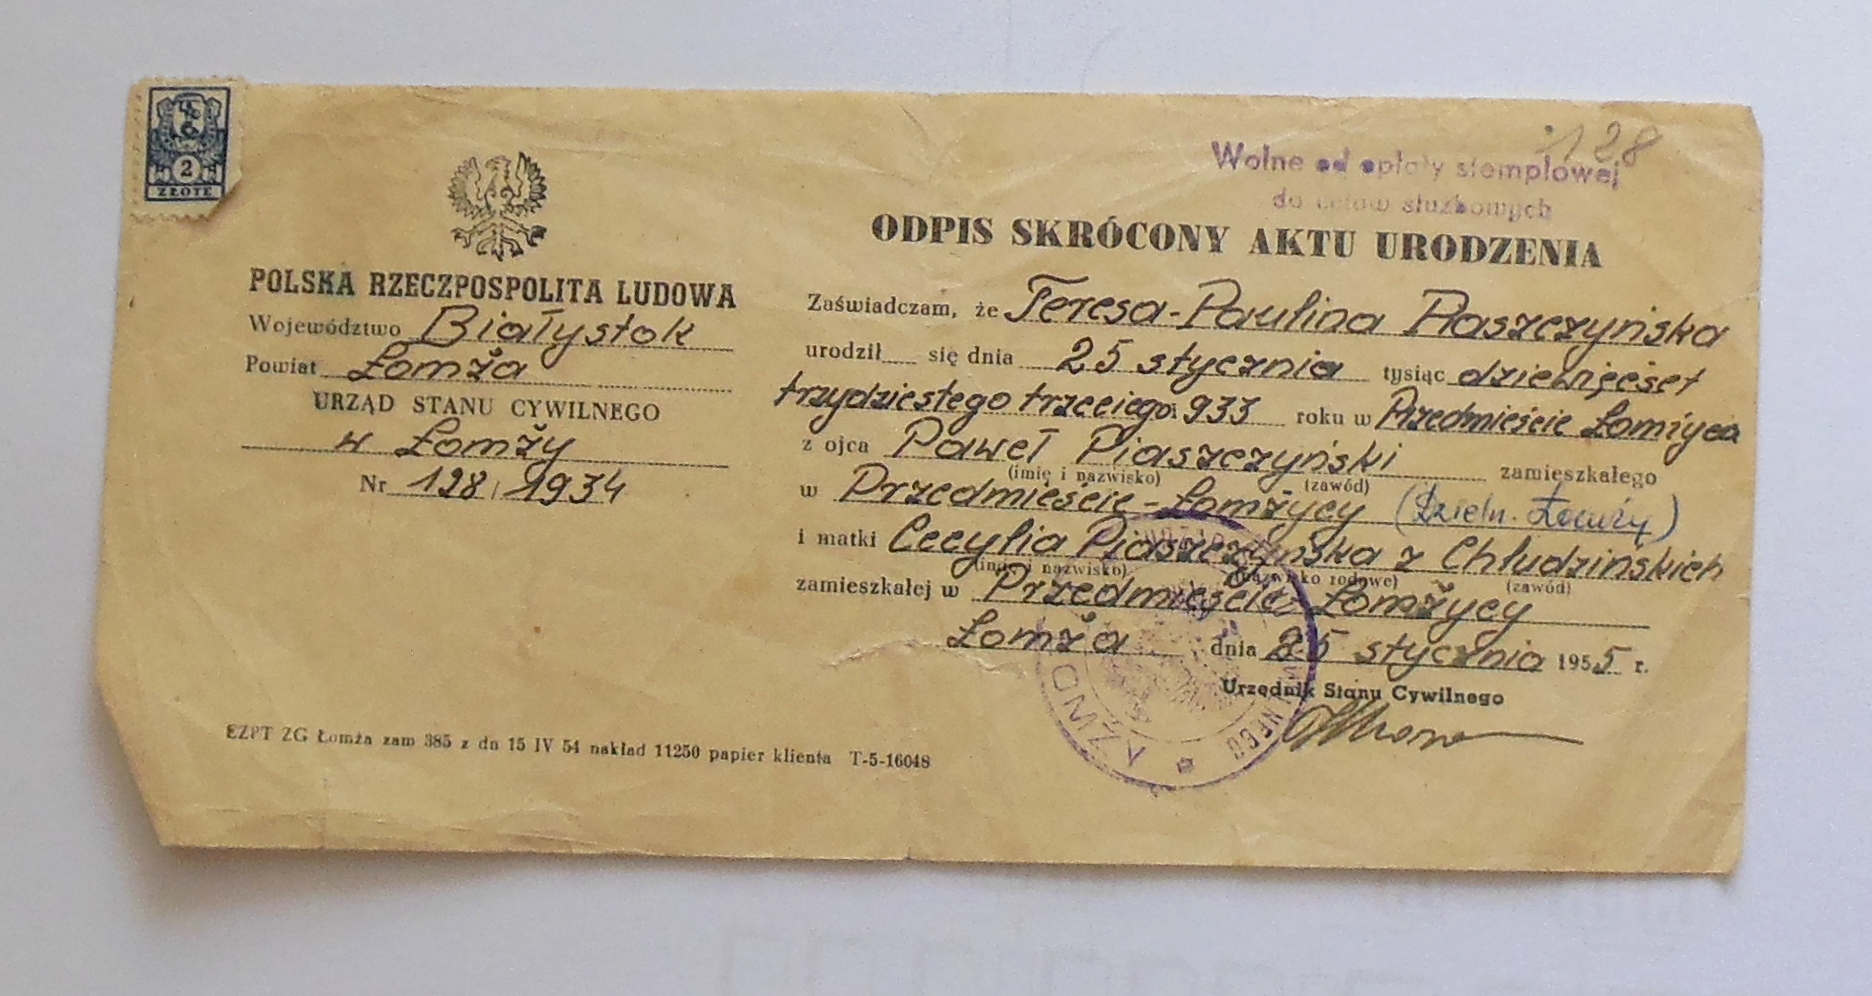 2
ZŁOTE
POLSKA RZECZPOSPOLITA LUDOWA
Województwo Białystok
Powiat Łomża
URZĄD STANU CYWILNEGO
w Łomży
Nr 128 / 1934
128
Wolne od opłaty stemplowej
do celów służbowych
ODPIS SKRÓCONY AKTU URODZENIA
Zaświadczam, że Teresa-Paulina Piaszczyńska
urodził się dnia 25 stycznia tysiąc dziewięćset
trzydziestego trzeciego 1933 roku w Przedmieście Łomżyca
z ojca Paweł Piaszczyński zamieszkałego
(imię i nazwisko) (zawód)
w Przedmieście-Łomżycy (Dzieln. Łomży)
i matki Cecylia Piaszczyńska z Chludzińskich
(imię i nazwisko) (nazwisko rodowe) (zawód)
zamieszkałej w Przedmieście-Łomżycy
Łomża dnia 25 stycznia 1955 r.
Urzędnik Stanu Cywilnego
EZPT ZG Łomża zam 385 z dn 15 IV 54 nakład 11250 papier klienta T-5-16048